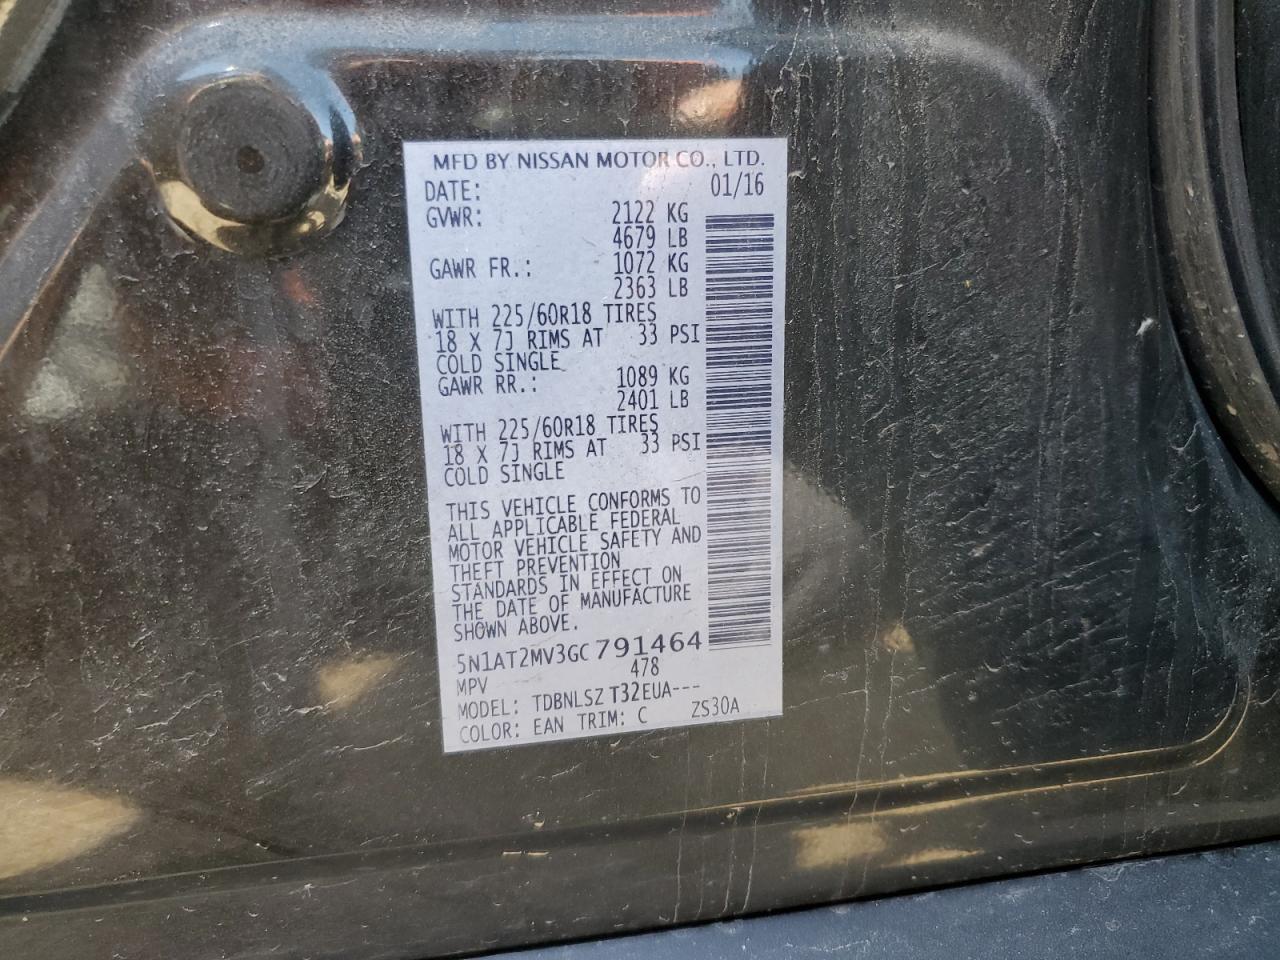 MFD BY NISSAN MOTOR CO., LTD.
DATE: 01/16
GVWR: 2122 KG
4679 LB
GAWR FR.: 1072 KG
2363 LB
WITH 225/60R18 TIRES
18 X 7J RIMS AT 33 PSI
COLD SINGLE
GAWR RR.: 1089 KG
2401 LB
WITH 225/60R18 TIRES
18 X 7J RIMS AT 33 PSI
COLD SINGLE
THIS VEHICLE CONFORMS TO
ALL APPLICABLE FEDERAL
MOTOR VEHICLE SAFETY AND
THEFT PREVENTION
STANDARDS IN EFFECT ON
THE DATE OF MANUFACTURE
SHOWN ABOVE.
5N1AT2MV3GC791464
MPV 478
MODEL: TDBNLSZ T32EUA---
COLOR: EAN TRIM: C ZS30A